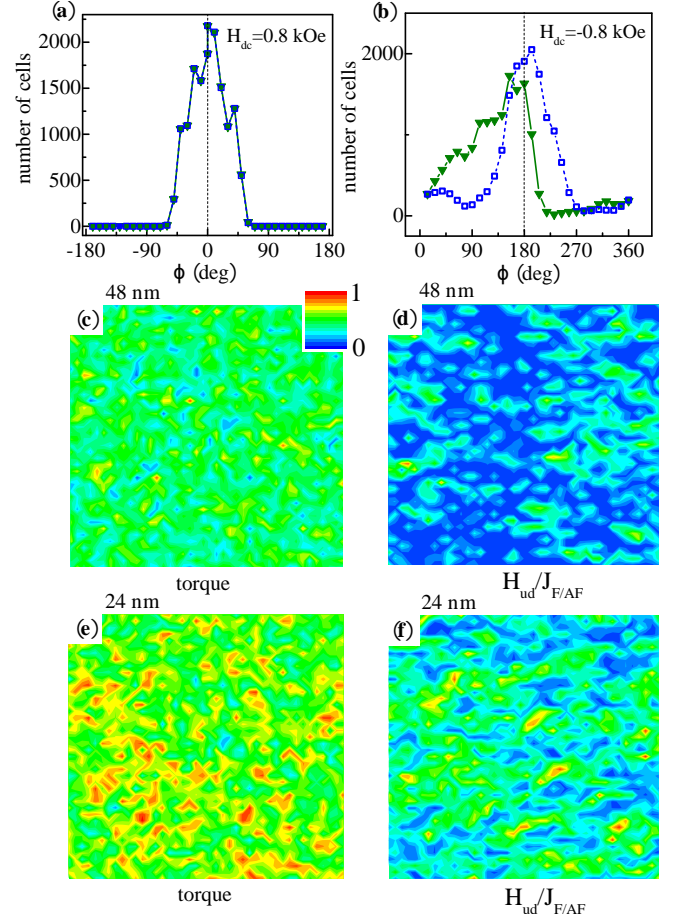 (a)
(b)
H_dc=0.8 kOe
H_dc=-0.8 kOe
number of cells
2000
1500
1000
500
0
-180
-90
0
90
180
ϕ (deg)
number of cells
2000
0
0
90
180
270
360
ϕ (deg)
48 nm
(c)
1
0
torque
48 nm
(d)
H_ud/J_F/AF
24 nm
(e)
torque
24 nm
(f)
H_ud/J_F/AF